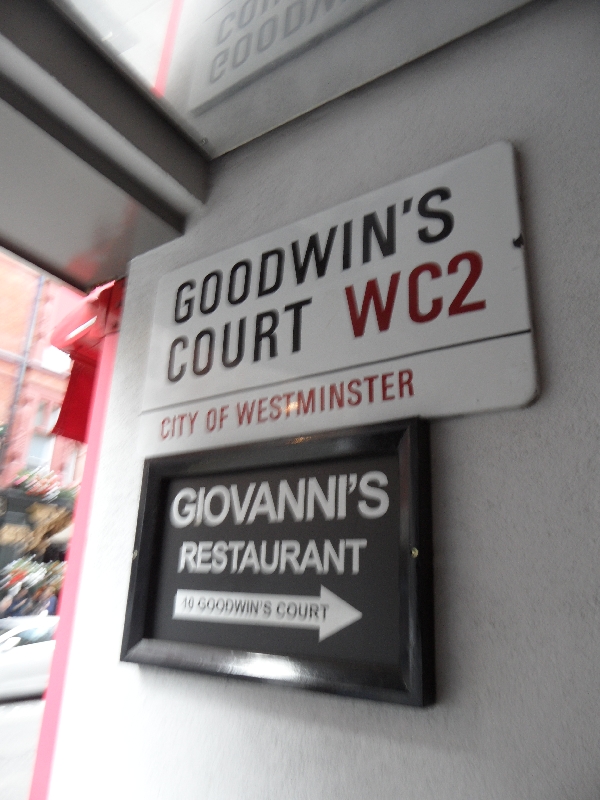 GOODWIN'S
COURT WC2
CITY OF WESTMINSTER
GIOVANNI'S
RESTAURANT
10 GOODWIN'S COURT